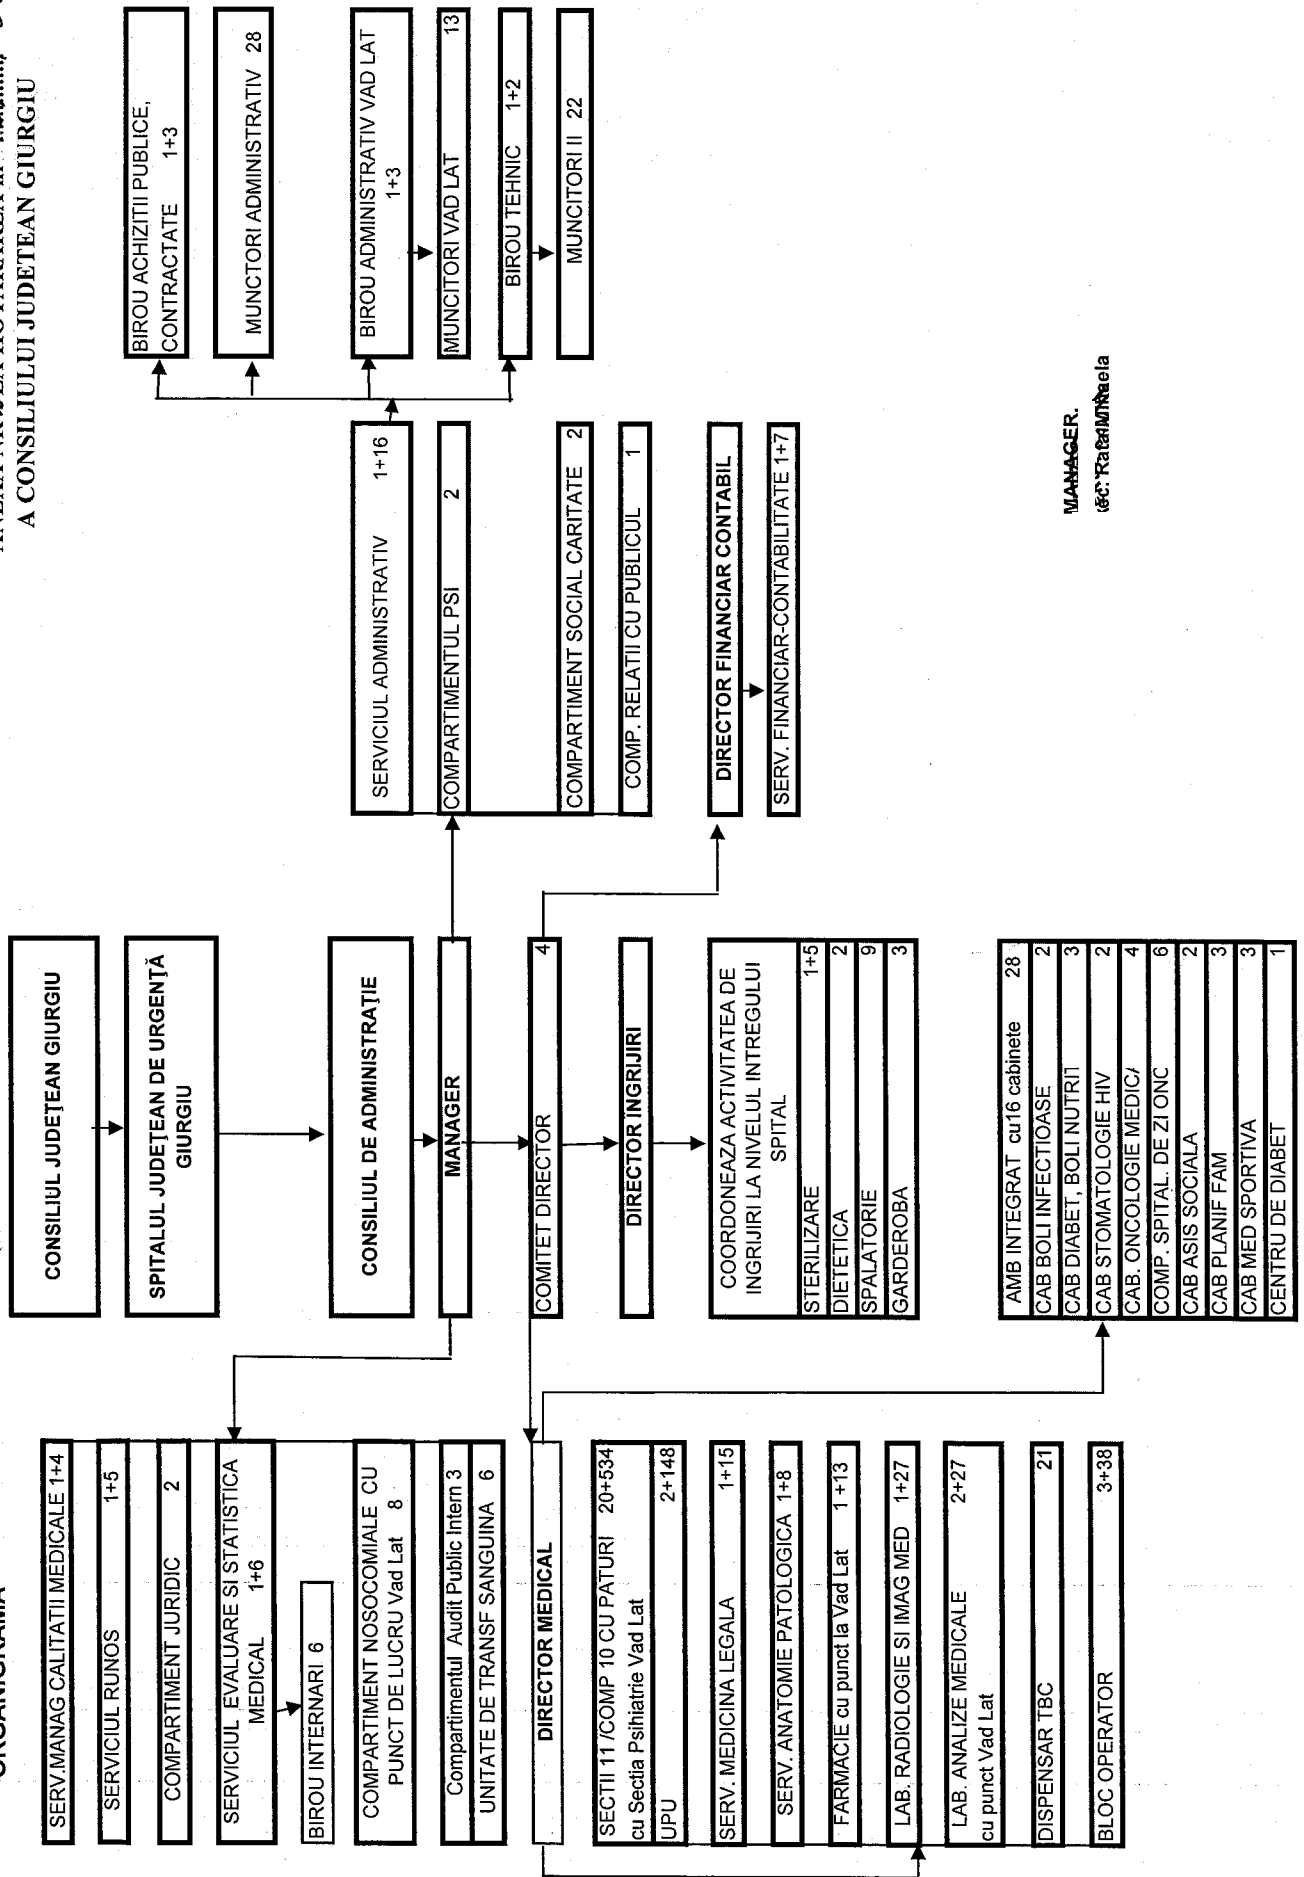 A CONSILIULUI JUDETEAN GIURGIU
ORGANIGRAMA
CONSILIUL JUDEŢEAN GIURGIU
SPITALUL JUDEŢEAN DE URGENŢĂ
GIURGIU
CONSILIUL DE ADMINISTRAŢIE
MANAGER
COMITET DIRECTOR 4
DIRECTOR INGRIJIRI
COORDONEAZA ACTIVITATEA DE
INGRIJIRI LA NIVELUL INTREGULUI
SPITAL
STERILIZARE 1+5
DIETETICA 2
SPALATORIE 9
GARDEROBA 3
SERV.MANAG CALITATII MEDICALE 1+4
SERVICIUL RUNOS 1+5
COMPARTIMENT JURIDIC 2
SERVICIUL EVALUARE SI STATISTICA
MEDICAL 1+6
BIROU INTERNARI 6
COMPARTIMENT NOSOCOMIALE CU
PUNCT DE LUCRU Vad Lat 8
Compartimentul Audit Public Intern 3
UNITATE DE TRANSF SANGUINA 6
DIRECTOR MEDICAL
SECTII 11 /COMP 10 CU PATURI 20+534
cu Sectia Psihiatrie Vad Lat
UPU 2+148
SERV. MEDICINA LEGALA 1+15
SERV. ANATOMIE PATOLOGICA 1+8
FARMACIE cu punct la Vad Lat 1 +13
LAB. RADIOLOGIE SI IMAG MED 1+27
LAB. ANALIZE MEDICALE 2+27
cu punct Vad Lat
DISPENSAR TBC 21
BLOC OPERATOR 3+38
AMB INTEGRAT cu16 cabinete 28
CAB BOLI INFECTIOASE 2
CAB DIABET, BOLI NUTRIT 3
CAB STOMATOLOGIE HIV 2
CAB. ONCOLOGIE MEDICA 4
COMP. SPITAL. DE ZI ONC 6
CAB ASIS SOCIALA 2
CAB PLANIF FAM 3
CAB MED SPORTIVA 3
CENTRU DE DIABET 1
SERVICIUL ADMINISTRATIV 1+16
COMPARTIMENTUL PSI 2
COMPARTIMENT SOCIAL CARITATE 2
COMP. RELATII CU PUBLICUL 1
DIRECTOR FINANCIAR CONTABIL
SERV. FINANCIAR-CONTABILITATE 1+7
BIROU ACHIZITII PUBLICE,
CONTRACTATE 1+3
MUNCTORI ADMINISTRATIV 28
BIROU ADMINISTRATIV VAD LAT
1+3
MUNCITORI VAD LAT 13
BIROU TEHNIC 1+2
MUNCITORI II 22
MANAGER.